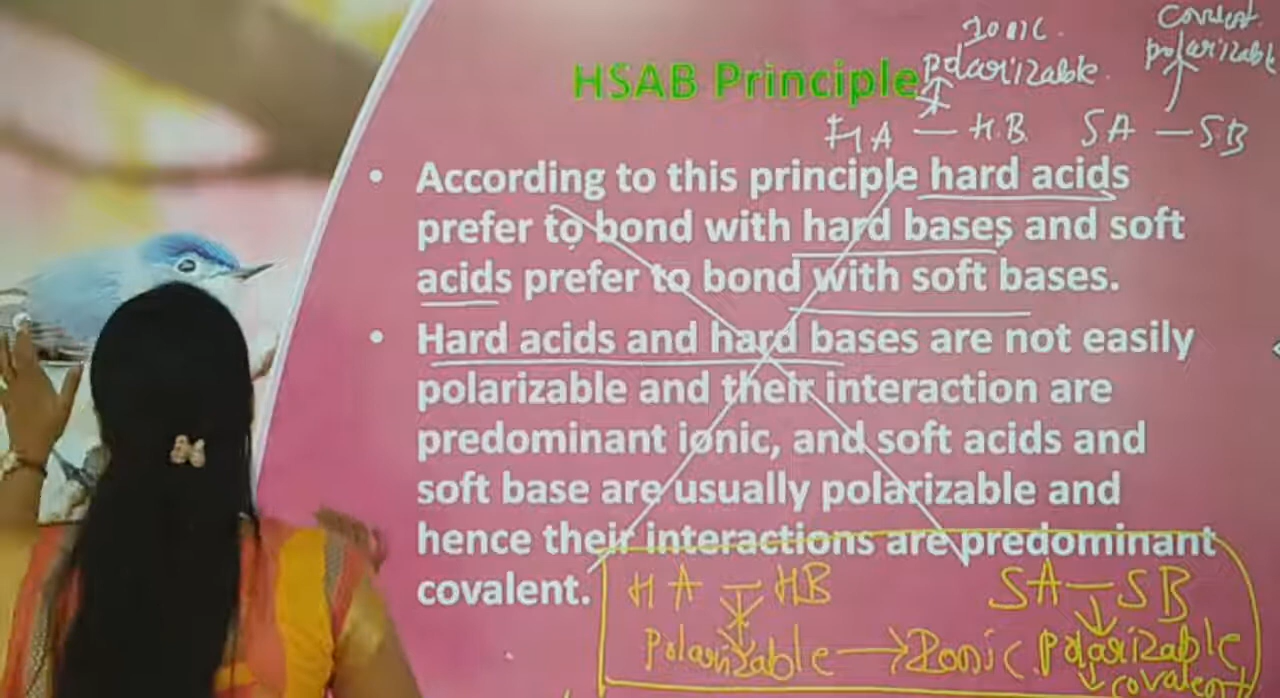 Ionic. Covalent.
HSAB Principle polarizable. polarizable
HA — H.B. SA — SB
• According to this principle hard acids
prefer to bond with hard bases and soft
acids prefer to bond with soft bases.
• Hard acids and hard bases are not easily
polarizable and their interaction are
predominant ionic, and soft acids and
soft base are usually polarizable and
hence their interactions are predominant
covalent.
HA — HB SA — SB
Polarizable → Ionic. Polarizable
covalent